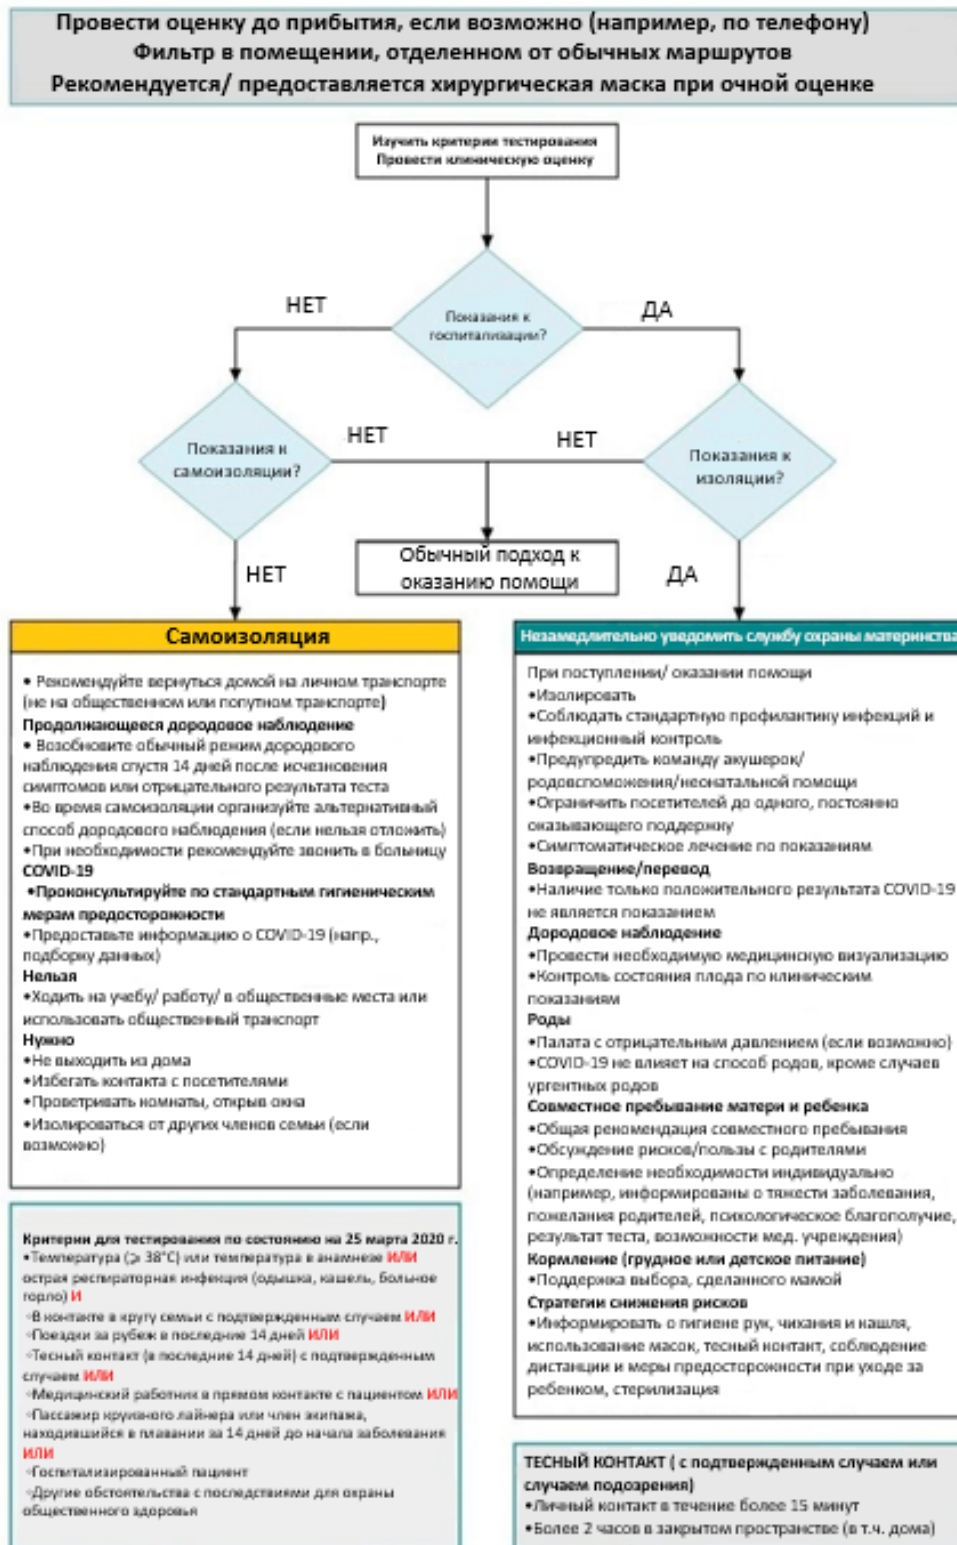 Провести оценку до прибытия, если возможно (например, по телефону)
Фильтр в помещении, отделенном от обычных маршрутов
Рекомендуется/ предоставляется хирургическая маска при очной оценке
Изучить критерии тестирования
Провести клиническую оценку
НЕТ
Показания к
госпитализации?
ДА
Показания к
самоизоляции?
НЕТ
НЕТ
Показания к
изоляции?
НЕТ
Обычный подход к
оказанию помощи
ДА
Самоизоляция
• Рекомендуйте вернуться домой на личном транспорте
(не на общественном или попутном транспорте)
Продолжающееся дородовое наблюдение
• Возобновите обычный режим дородового
наблюдения спустя 14 дней после исчезновения
симптомов или отрицательного результата теста
•Во время самоизоляции организуйте альтернативный
способ дородового наблюдения (если нельзя отложить)
•При необходимости рекомендуйте звонить в больницу
COVID-19
•Проконсультируйте по стандартным гигиеническим
мерам предосторожности
•Предоставьте информацию о COVID-19 (напр.,
подборку данных)
Нельзя
•Ходить на учебу/ работу/ в общественные места или
использовать общественный транспорт
Нужно
•Не выходить из дома
•Избегать контакта с посетителями
•Проветривать комнаты, открыв окна
•Изолироваться от других членов семьи (если
возможно)
Критерии для тестирования по состоянию на 25 марта 2020 г.
•Температура (⩾ 38°C) или температура в анамнезе ИЛИ
острая респираторная инфекция (одышка, кашель, больное
горло) И
◦В контакте в кругу семьи с подтвержденным случаем ИЛИ
◦Поездки за рубеж в последние 14 дней ИЛИ
◦Тесный контакт (в последние 14 дней) с подтвержденным
случаем ИЛИ
◦Медицинский работник в прямом контакте с пациентом ИЛИ
◦Пассажир круизного лайнера или член экипажа,
находившийся в плавании за 14 дней до начала заболевания
ИЛИ
◦Госпитализированный пациент
◦Другие обстоятельства с последствиями для охраны
общественного здоровья
Незамедлительно уведомить службу охраны материнства
При поступлении/ оказании помощи
•Изолировать
•Соблюдать стандартную профилактику инфекций и
инфекционный контроль
•Предупредить команду акушерок/
родовспоможения/неонатальной помощи
•Ограничить посетителей до одного, постоянно
оказывающего поддержку
•Симптоматическое лечение по показаниям
Возвращение/перевод
•Наличие только положительного результата COVID-19
не является показанием
Дородовое наблюдение
•Провести необходимую медицинскую визуализацию
•Контроль состояния плода по клиническим
показаниям
Роды
•Палата с отрицательным давлением (если возможно)
•COVID-19 не влияет на способ родов, кроме случаев
ургентных родов
Совместное пребывание матери и ребенка
•Общая рекомендация совместного пребывания
•Обсуждение рисков/пользы с родителями
•Определение необходимости индивидуально
(например, информированы о тяжести заболевания,
пожелания родителей, психологическое благополучие,
результат теста, возможности мед. учреждения)
Кормление (грудное или детское питание)
•Поддержка выбора, сделанного мамой
Стратегии снижения рисков
•Информировать о гигиене рук, чихания и кашля,
использование масок, тесный контакт, соблюдение
дистанции и меры предосторожности при уходе за
ребенком, стерилизация
ТЕСНЫЙ КОНТАКТ ( с подтвержденным случаем или
случаем подозрения)
•Личный контакт в течение более 15 минут
•Более 2 часов в закрытом пространстве (в т.ч. дома)